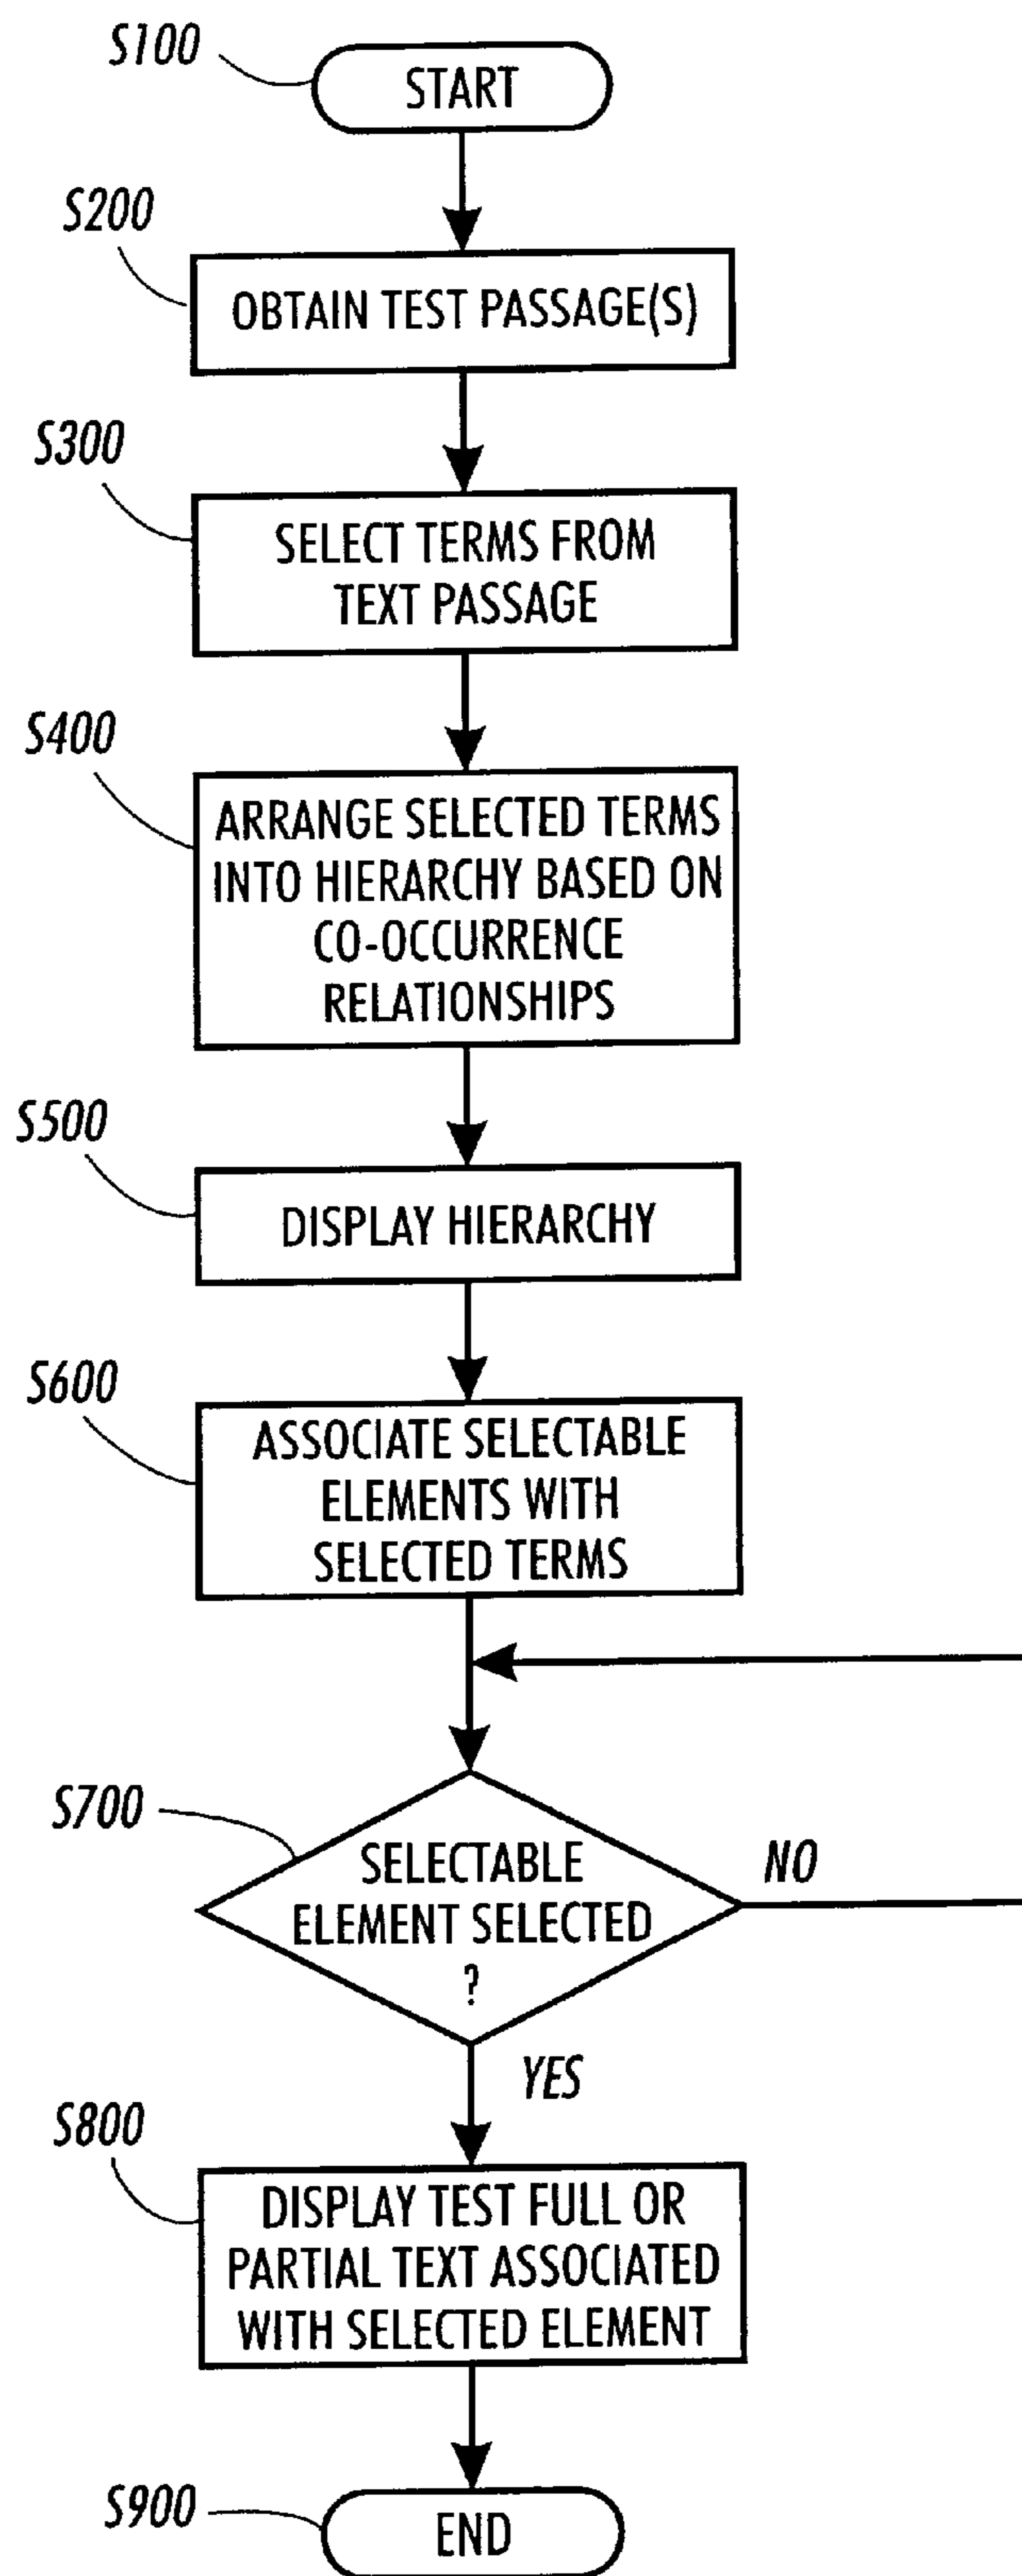 S100
START
S200
OBTAIN TEST PASSAGE(S)
S300
SELECT TERMS FROM
TEXT PASSAGE
S400
ARRANGE SELECTED TERMS
INTO HIERARCHY BASED ON
CO-OCCURRENCE
RELATIONSHIPS
S500
DISPLAY HIERARCHY
S600
ASSOCIATE SELECTABLE
ELEMENTS WITH
SELECTED TERMS
S700
SELECTABLE
ELEMENT SELECTED
?
NO
YES
S800
DISPLAY TEST FULL OR
PARTIAL TEXT ASSOCIATED
WITH SELECTED ELEMENT
S900
END